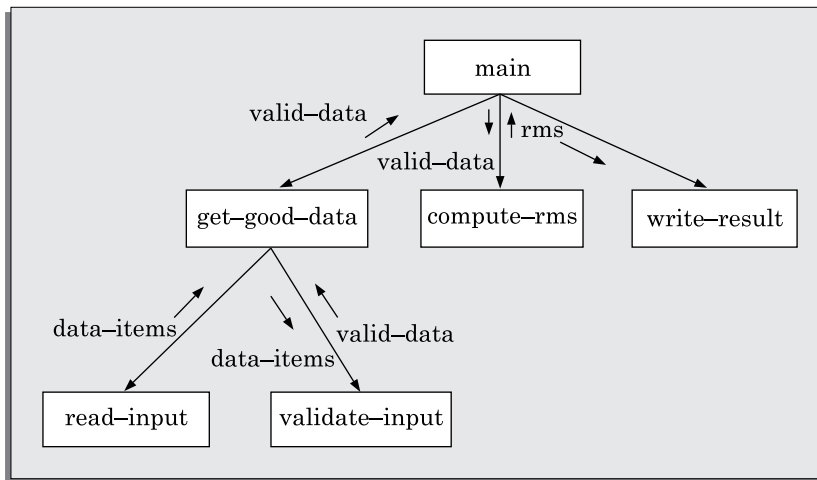 main
valid–data
rms
valid–data
get–good–data
compute–rms
write–result
data–items
valid–data
data–items
read–input
validate–input